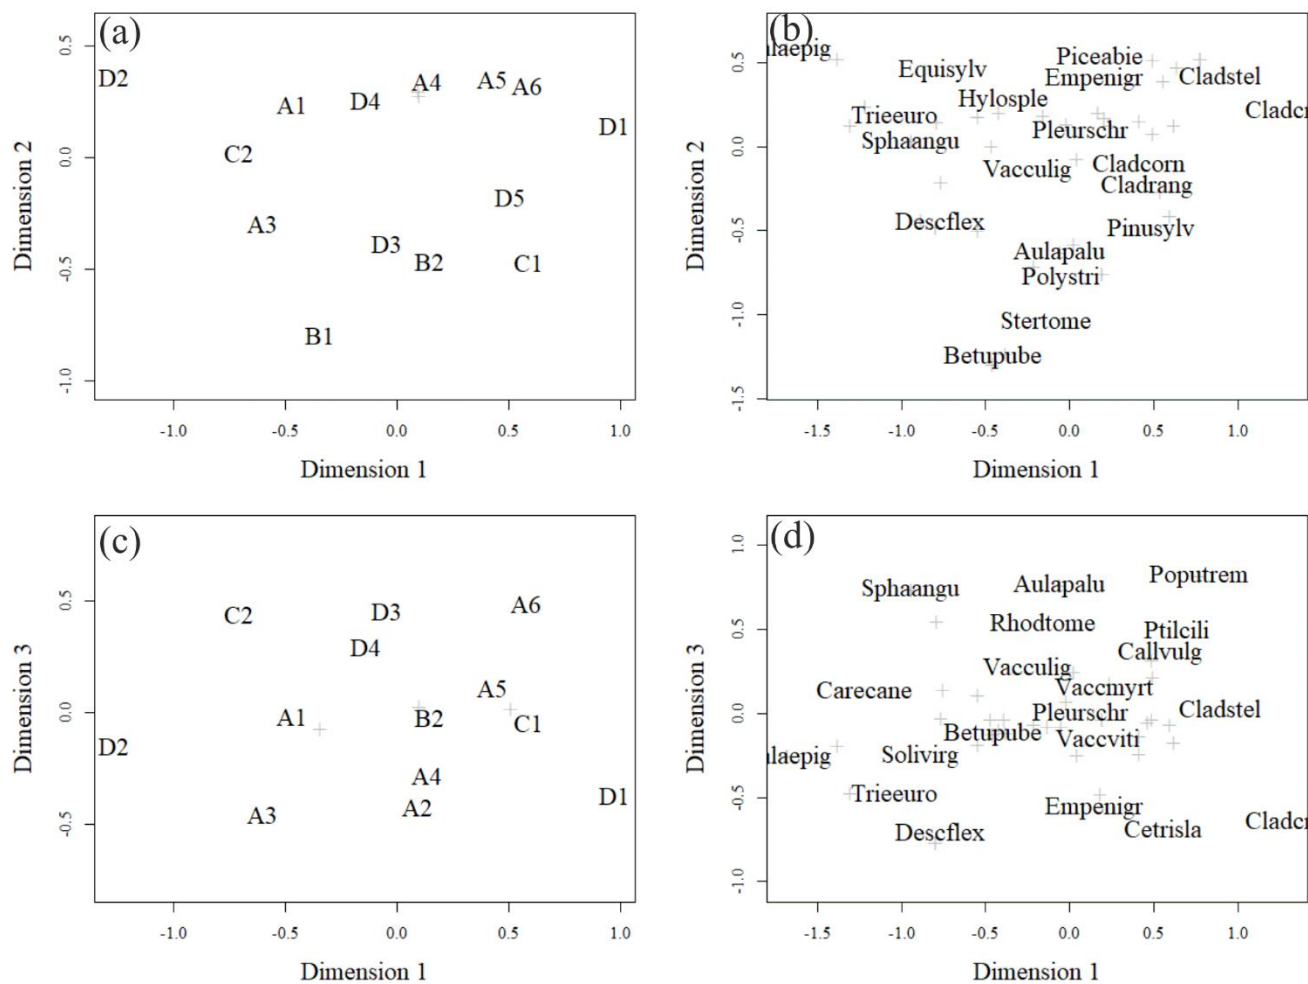 (a)
0.5
0.0
-0.5
-1.0
Dimension 2
D2
A1
D4
A4
A5
A6
D1
C2
D5
A3
D3
B2
C1
B1
-1.0 -0.5 0.0 0.5 1.0
Dimension 1
(b)
0.5
0.0
-0.5
-1.0
-1.5
Dimension 2
laepig
Piceabie
Equisylv
Empenigr
Cladstel
Hylosple
Cladcr
Trieeuro
Pleurschr
Sphaangu
Vacculig
Cladcorn
Cladrang
Descflex
Pinusylv
Aulapalu
Polystri
Stertome
Betupube
-1.5 -1.0 -0.5 0.0 0.5 1.0
Dimension 1
(c)
0.5
0.0
-0.5
Dimension 3
C2
D3
A6
D4
A5
A1
B2
C1
D2
A4
D1
A3
A2
-1.0 -0.5 0.0 0.5 1.0
Dimension 1
(d)
1.0
0.5
0.0
-0.5
-1.0
Dimension 3
Sphaangu
Aulapalu
Poputrem
Rhodtome
Ptilcili
Callvulg
Vacculig
Carecane
Vaccmyrt
Pleurschr
Cladstel
Betupube
Vaccviti
laepig
Solivirg
Trieeuro
Empenigr
Cladcr
Descflex
Cetrisla
-1.5 -1.0 -0.5 0.0 0.5 1.0
Dimension 1